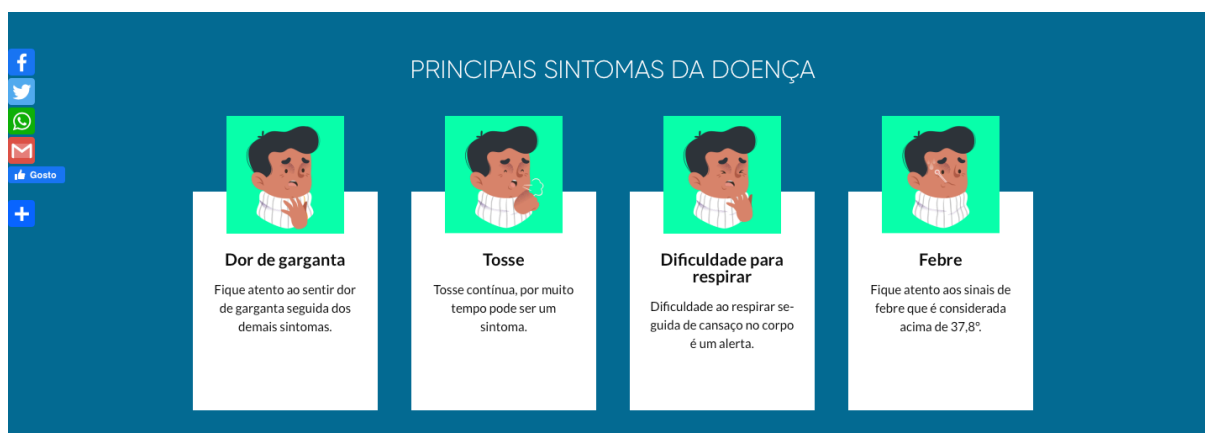 PRINCIPAIS SINTOMAS DA DOENÇA
Gosto
Dor de garganta
Fique atento ao sentir dor
de garganta seguida dos
demais sintomas.
Tosse
Tosse contínua, por muito
tempo pode ser um
sintoma.
Dificuldade para
respirar
Dificuldade ao respirar se-
guida de cansaço no corpo
é um alerta.
Febre
Fique atento aos sinais de
febre que é considerada
acima de 37,8º.